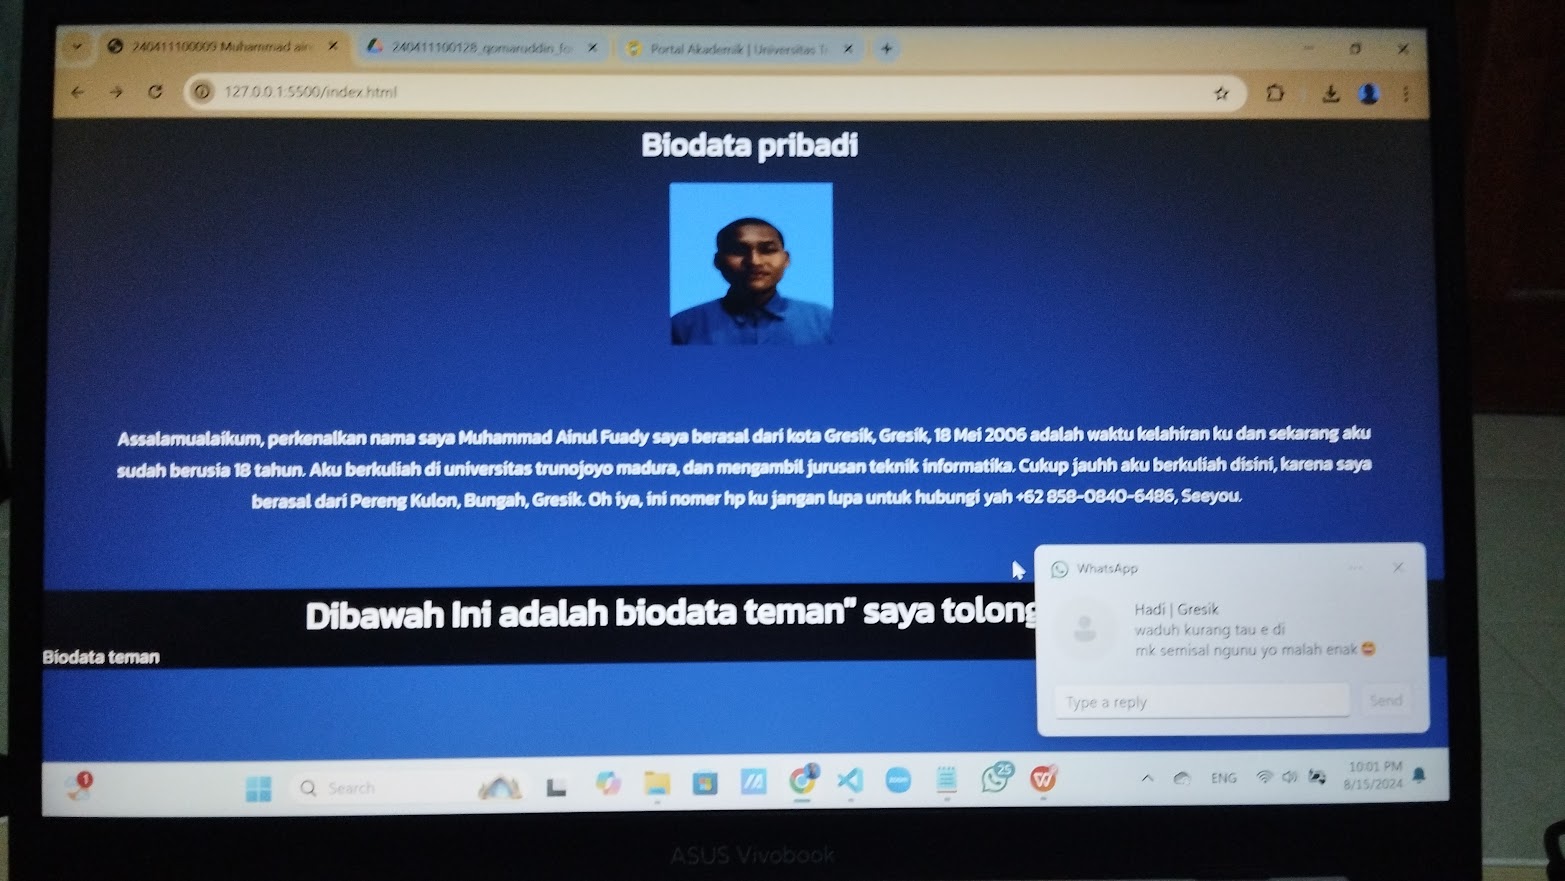 240411100009 Muhammad ain
240411100128_qomaruddin_fo
Portal Akademik | Universitas Tr
127.0.0.1:5500/index.html
Biodata pribadi
Assalamualaikum, perkenalkan nama saya Muhammad Ainul Fuady saya berasal dari kota Gresik, Gresik, 18 Mei 2006 adalah waktu kelahiran ku dan sekarang aku
sudah berusia 18 tahun. Aku berkuliah di universitas trunojoyo madura, dan mengambil jurusan teknik informatika. Cukup jauhh aku berkuliah disini, karena saya
berasal dari Pereng Kulon, Bungah, Gresik. Oh iya, ini nomer hp ku jangan lupa untuk hubungi yah +62 858-0840-6486, Seeyou.
Dibawah Ini adalah biodata teman" saya tolong
Biodata teman
WhatsApp
Hadi | Gresik
waduh kurang tau e di
mk semisal ngunu yo malah enak
Type a reply
Send
1
Search
zoom
25
ENG
10:01 PM
8/15/2024
ASUS Vivobook